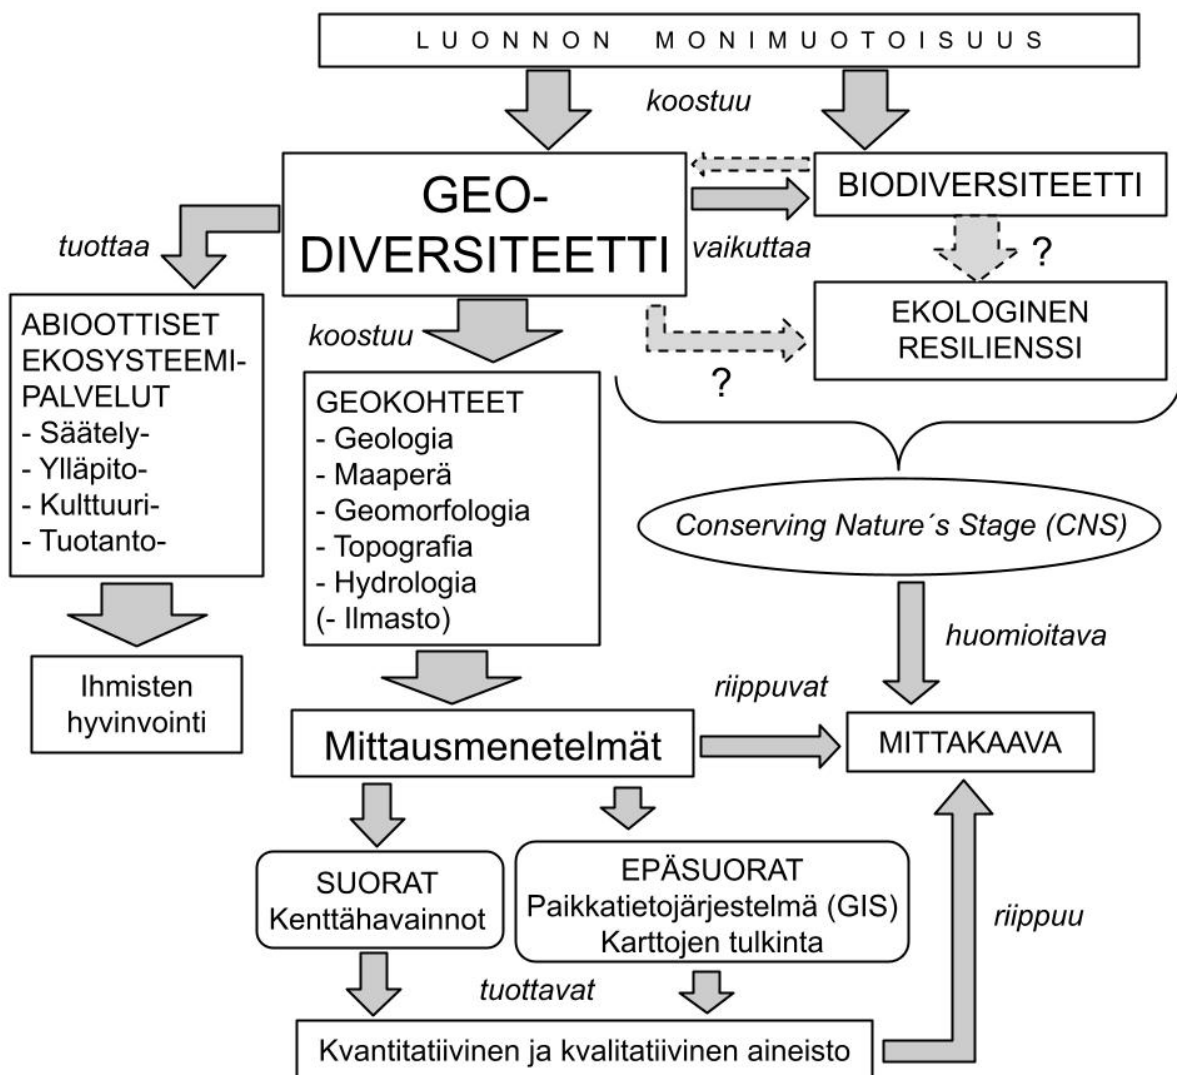 LUONNON MONIMUOTOISUUS
koostuu
GEO-
DIVERSITEETTI
BIODIVERSITEETTI
vaikuttaa
tuottaa
?
ABIOOTTISET
EKOSYSTEEMI-
PALVELUT
- Säätely-
- Ylläpito-
- Kulttuuri-
- Tuotanto-
koostuu
EKOLOGINEN
RESILIENSSI
?
GEOKOHTEET
- Geologia
- Maaperä
- Geomorfologia
- Topografia
- Hydrologia
(- Ilmasto)
Conserving Nature´s Stage (CNS)
huomioitava
Ihmisten
hyvinvointi
riippuvat
Mittausmenetelmät
MITTAKAAVA
SUORAT
Kenttähavainnot
EPÄSUORAT
Paikkatietojärjestelmä (GIS)
Karttojen tulkinta
riippuu
tuottavat
Kvantitatiivinen ja kvalitatiivinen aineisto